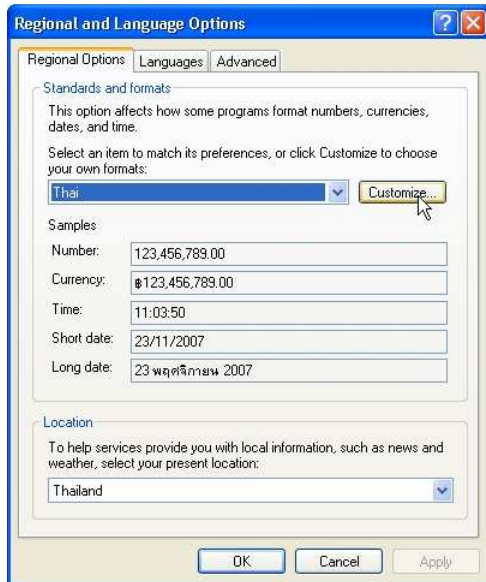 Regional and Language Options
Regional Options Languages Advanced
Standards and formats
This option affects how some programs format numbers, currencies,
dates, and time.
Select an item to match its preferences, or click Customize to choose
your own formats:
Thai Customize...
Samples
Number: 123,456,789.00
Currency: ฿123,456,789.00
Time: 11:03:50
Short date: 23/11/2007
Long date: 23 พฤศจิกายน 2007
Location
To help services provide you with local information, such as news and
weather, select your present location:
Thailand
OK Cancel Apply